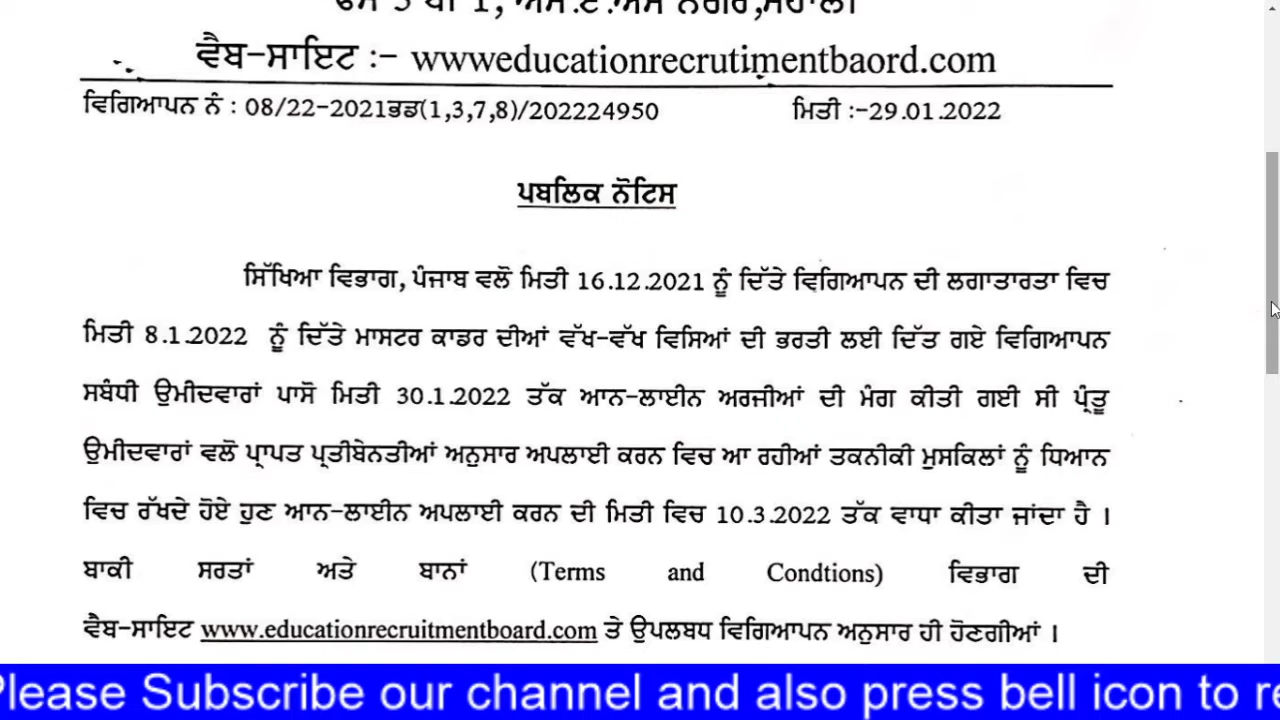 ਵੈਬ-ਸਾਇਟ :- wwweducationrecrutimentbaord.com
ਵਿਗਿਆਪਨ ਨੰ : 08/22-2021ਭਡ(1,3,7,8)/202224950 ਮਿਤੀ :-29.01.2022
ਪਬਲਿਕ ਨੋਟਿਸ
ਸਿੱਖਿਆ ਵਿਭਾਗ, ਪੰਜਾਬ ਵਲੋ ਮਿਤੀ 16.12.2021 ਨੂੰ ਦਿੱਤੇ ਵਿਗਿਆਪਨ ਦੀ ਲਗਾਤਾਰਤਾ ਵਿਚ
ਮਿਤੀ 8.1.2022 ਨੂੰ ਦਿੱਤੇ ਮਾਸਟਰ ਕਾਡਰ ਦੀਆਂ ਵੱਖ-ਵੱਖ ਵਿਸਿਆਂ ਦੀ ਭਰਤੀ ਲਈ ਦਿੱਤ ਗਏ ਵਿਗਿਆਪਨ
ਸਬੰਧੀ ਉਮੀਦਵਾਰਾਂ ਪਾਸੋ ਮਿਤੀ 30.1.2022 ਤੱਕ ਆਨ-ਲਾਈਨ ਅਰਜੀਆਂ ਦੀ ਮੰਗ ਕੀਤੀ ਗਈ ਸੀ ਪ੍ਰੰਤੂ
ਉਮੀਦਵਾਰਾਂ ਵਲੋ ਪ੍ਰਾਪਤ ਪ੍ਰਤੀਬੇਨਤੀਆਂ ਅਨੁਸਾਰ ਅਪਲਾਈ ਕਰਨ ਵਿਚ ਆ ਰਹੀਆਂ ਤਕਨੀਕੀ ਮੁਸਕਿਲਾਂ ਨੂੰ ਧਿਆਨ
ਵਿਚ ਰੱਖਦੇ ਹੋਏ ਹੁਣ ਆਨ-ਲਾਈਨ ਅਪਲਾਈ ਕਰਨ ਦੀ ਮਿਤੀ ਵਿਚ 10.3.2022 ਤੱਕ ਵਾਧਾ ਕੀਤਾ ਜਾਂਦਾ ਹੈ ।
ਬਾਕੀ ਸਰਤਾਂ ਅਤੇ ਬਾਨਾਂ (Terms and Condtions) ਵਿਭਾਗ ਦੀ
ਵੈਬ-ਸਾਇਟ www.educationrecruitmentboard.com ਤੇ ਉਪਲਬਧ ਵਿਗਿਆਪਨ ਅਨੁਸਾਰ ਹੀ ਹੋਣਗੀਆਂ ।
Please Subscribe our channel and also press bell icon to re